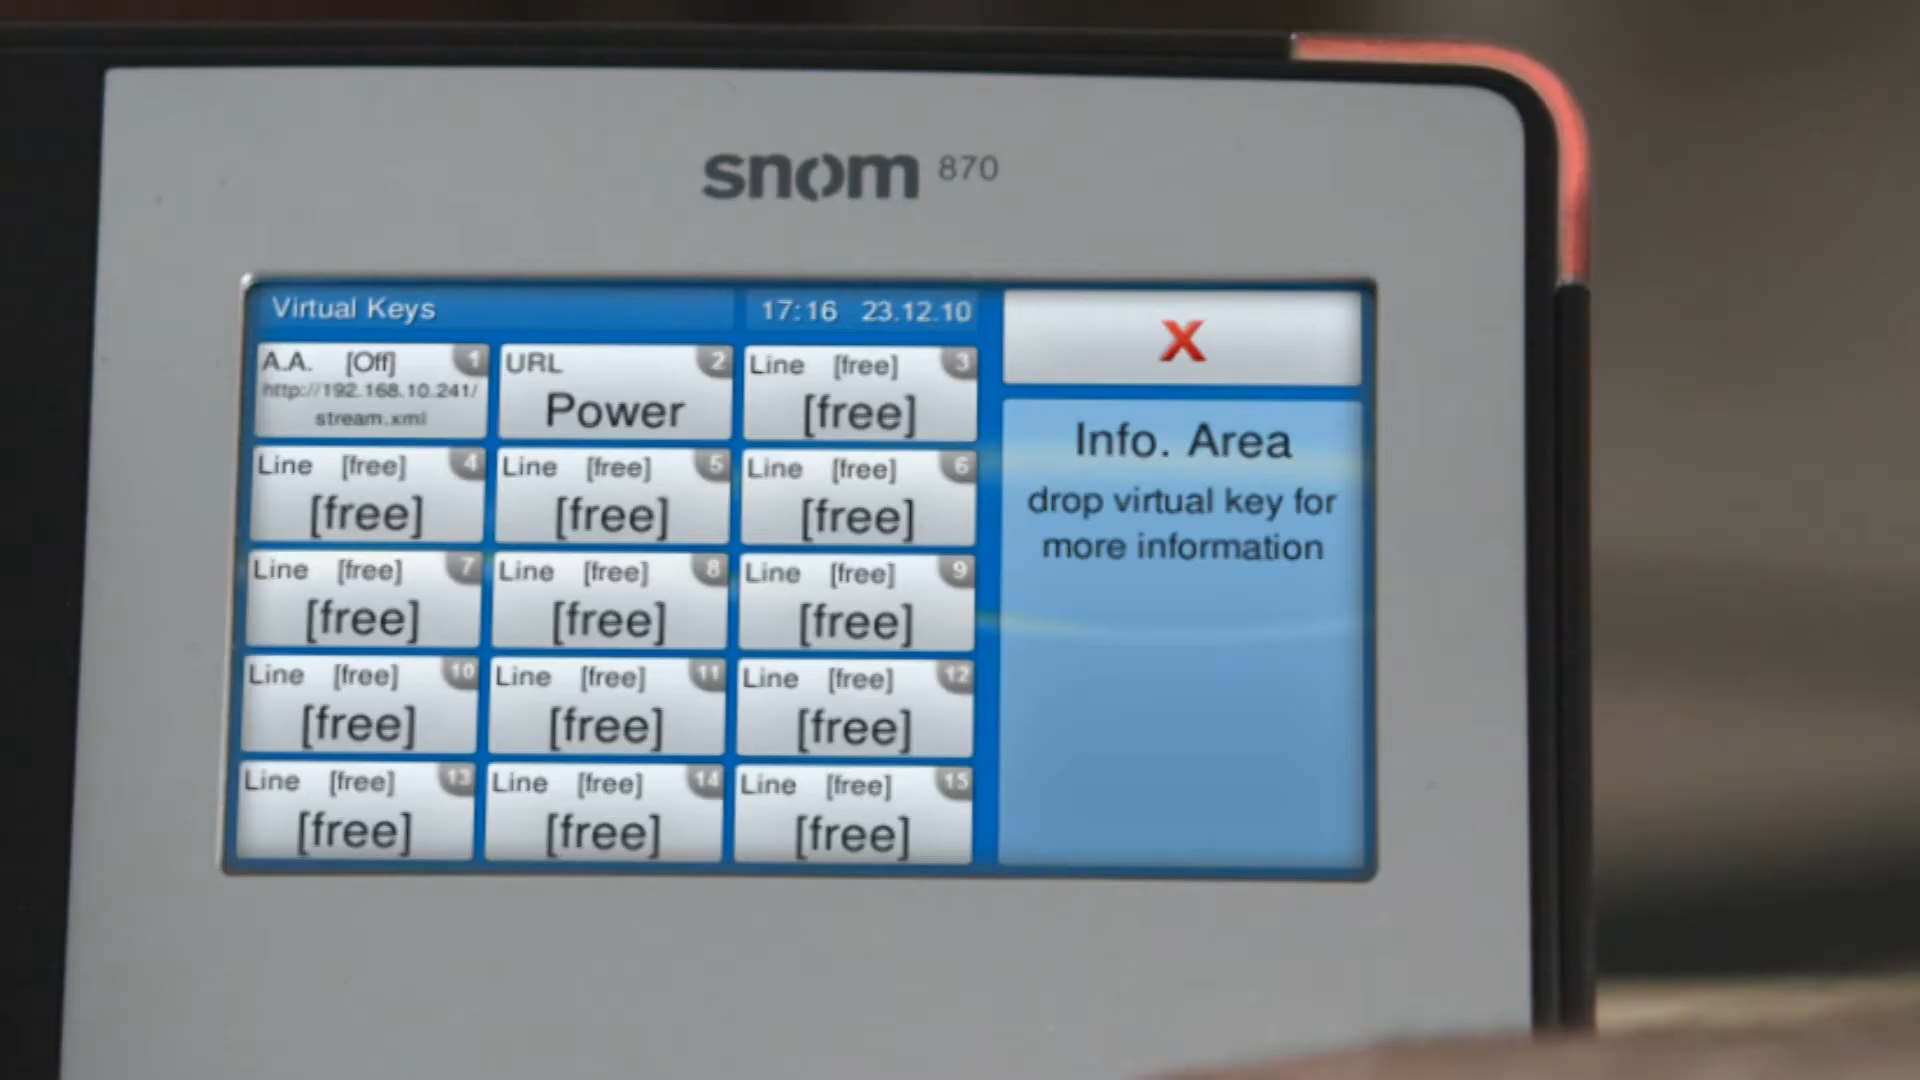 snom 870
Virtual Keys 17:16 23.12.10
X
A.A. [Off] 1
http://192.168.10.241/
stream.xml
URL 2
Power
Line [free] 3
[free]
Line [free] 4
[free]
Line [free] 5
[free]
Line [free] 6
[free]
Line [free] 7
[free]
Line [free] 8
[free]
Line [free] 9
[free]
Line [free] 10
[free]
Line [free] 11
[free]
Line [free] 12
[free]
Line [free] 13
[free]
Line [free] 14
[free]
Line [free] 15
[free]
Info. Area
drop virtual key for
more information